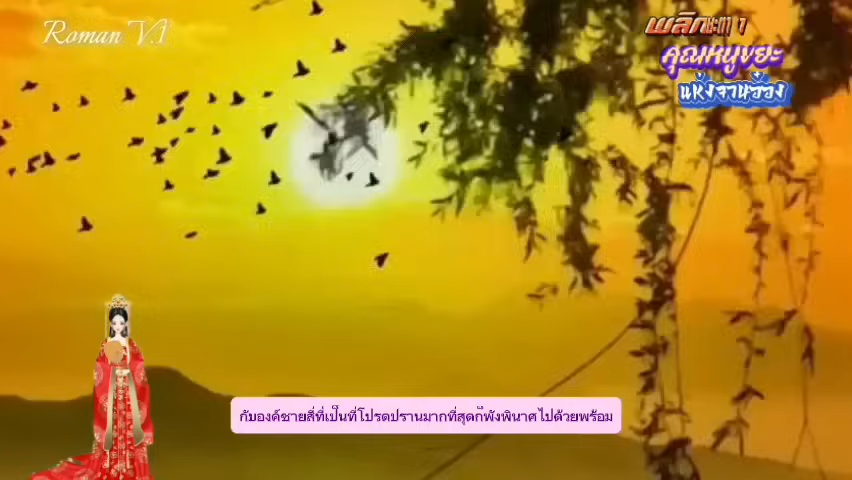 Roman V.1
พลิกชะตา
คุณหนูขยะ
แห่งจวนอ๋อง
กับองค์ชายสี่ที่เป็นที่โปรดปรานมากที่สุดก็พังพินาศไปด้วยพร้อม